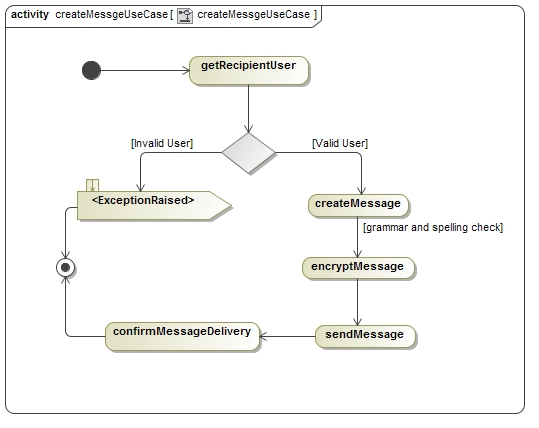 activity createMessgeUseCase [ createMessgeUseCase ]
getRecipientUser
[Invalid User]
[Valid User]
<ExceptionRaised>
createMessage
[grammar and spelling check]
encryptMessage
confirmMessageDelivery
sendMessage